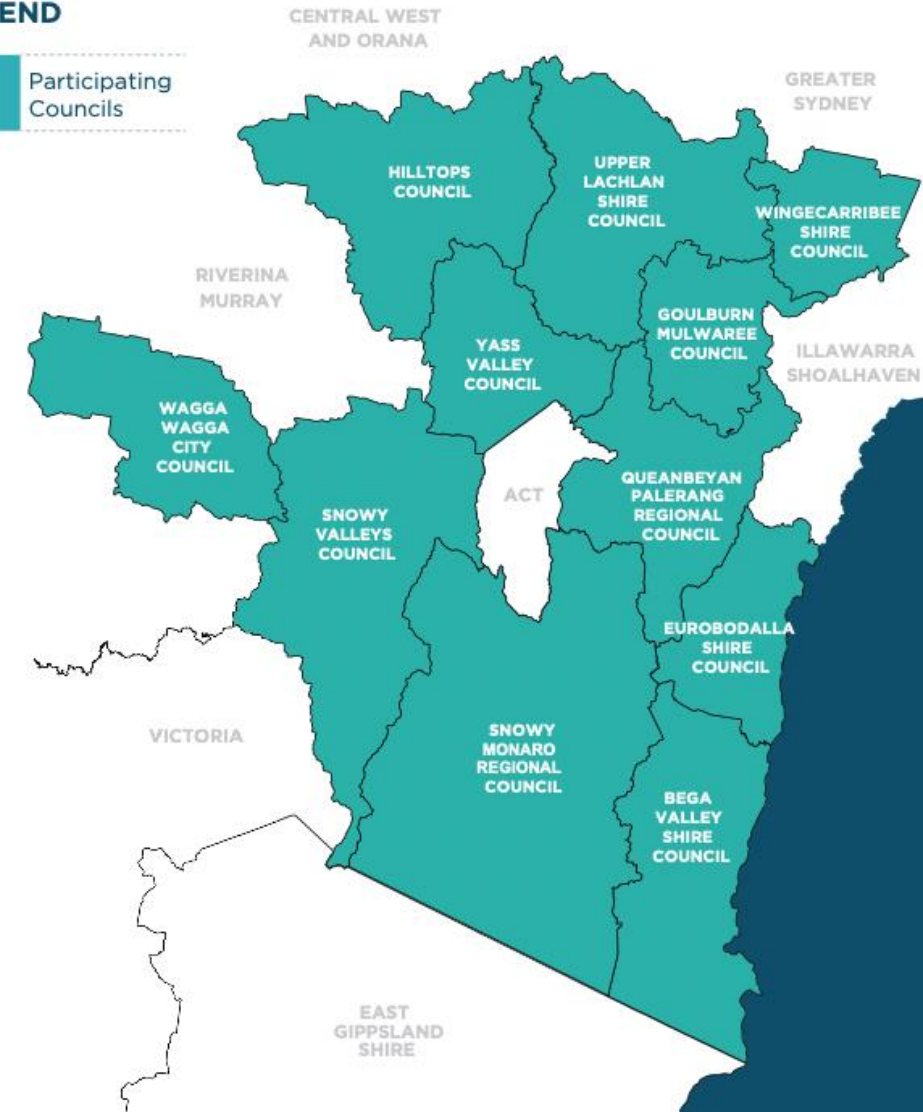 END
Participating
Councils
CENTRAL WEST
AND ORANA
GREATER
SYDNEY
HILLTOPS
COUNCIL
UPPER
LACHLAN
SHIRE
COUNCIL
WINGECARRIBEE
SHIRE
COUNCIL
RIVERINA
MURRAY
GOULBURN
MULWAREE
COUNCIL
YASS
VALLEY
COUNCIL
ILLAWARRA
SHOALHAVEN
WAGGA
WAGGA
CITY
COUNCIL
ACT
QUEANBEYAN
PALERANG
REGIONAL
COUNCIL
SNOWY
VALLEYS
COUNCIL
EUROBODALLA
SHIRE
COUNCIL
VICTORIA
SNOWY
MONARO
REGIONAL
COUNCIL
BEGA
VALLEY
SHIRE
COUNCIL
EAST
GIPPSLAND
SHIRE